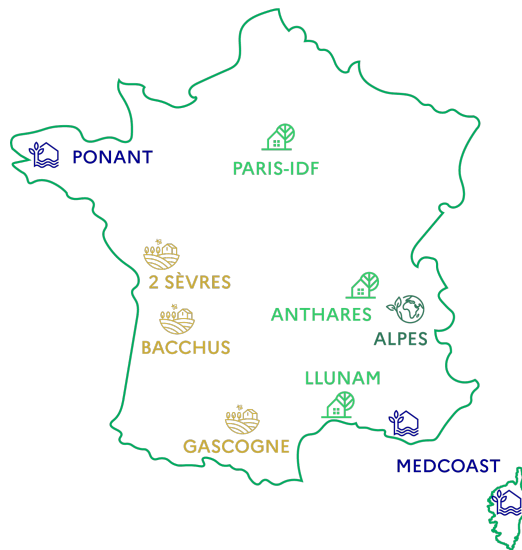 PONANT
PARIS-IDF
2 SÈVRES
ANTHARES
BACCHUS
ALPES
LLUNAM
GASCOGNE
MEDCOAST